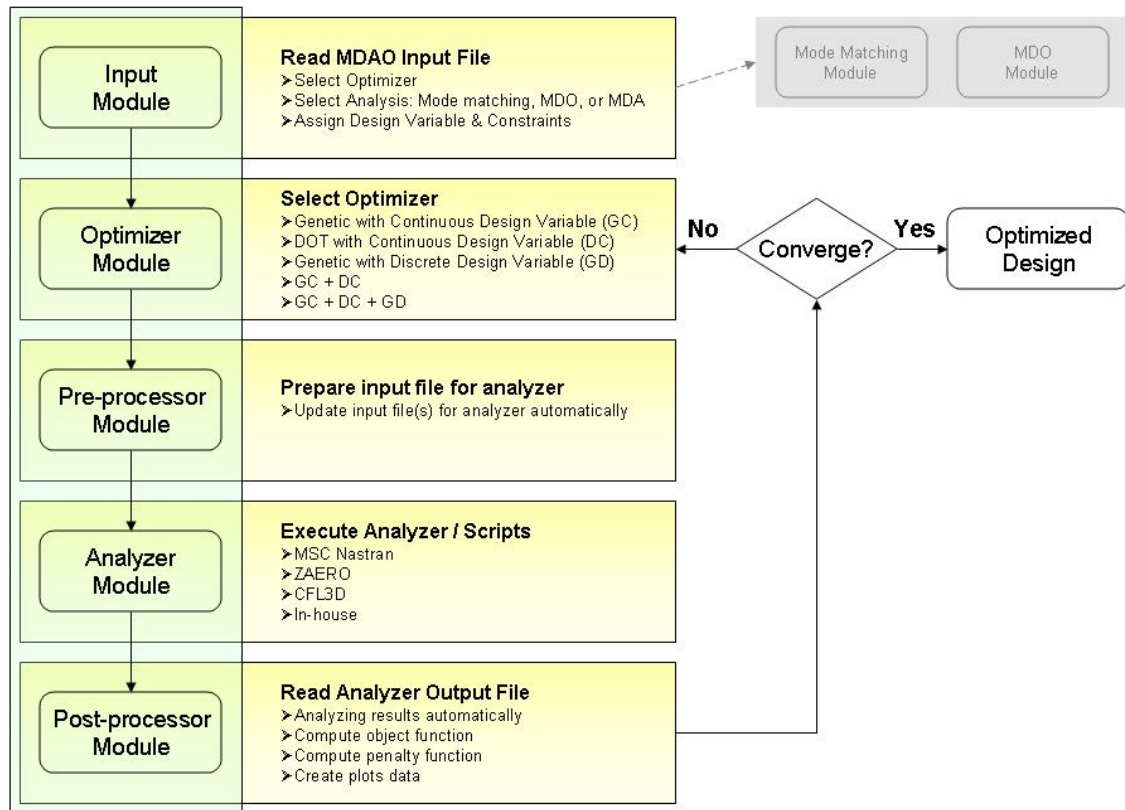 Input
Module
Read MDAO Input File
➢Select Optimizer
➢Select Analysis: Mode matching, MDO, or MDA
➢Assign Design Variable & Constraints
Mode Matching
Module
MDO
Module
Optimizer
Module
Select Optimizer
➢Genetic with Continuous Design Variable (GC)
➢DOT with Continuous Design Variable (DC)
➢Genetic with Discrete Design Variable (GD)
➢GC + DC
➢GC + DC + GD
No
Converge?
Yes
Optimized
Design
Pre-processor
Module
Prepare input file for analyzer
➢Update input file(s) for analyzer automatically
Analyzer
Module
Execute Analyzer / Scripts
➢MSC Nastran
➢ZAERO
➢CFL3D
➢In-house
Post-processor
Module
Read Analyzer Output File
➢Analyzing results automatically
➢Compute object function
➢Compute penalty function
➢Create plots data